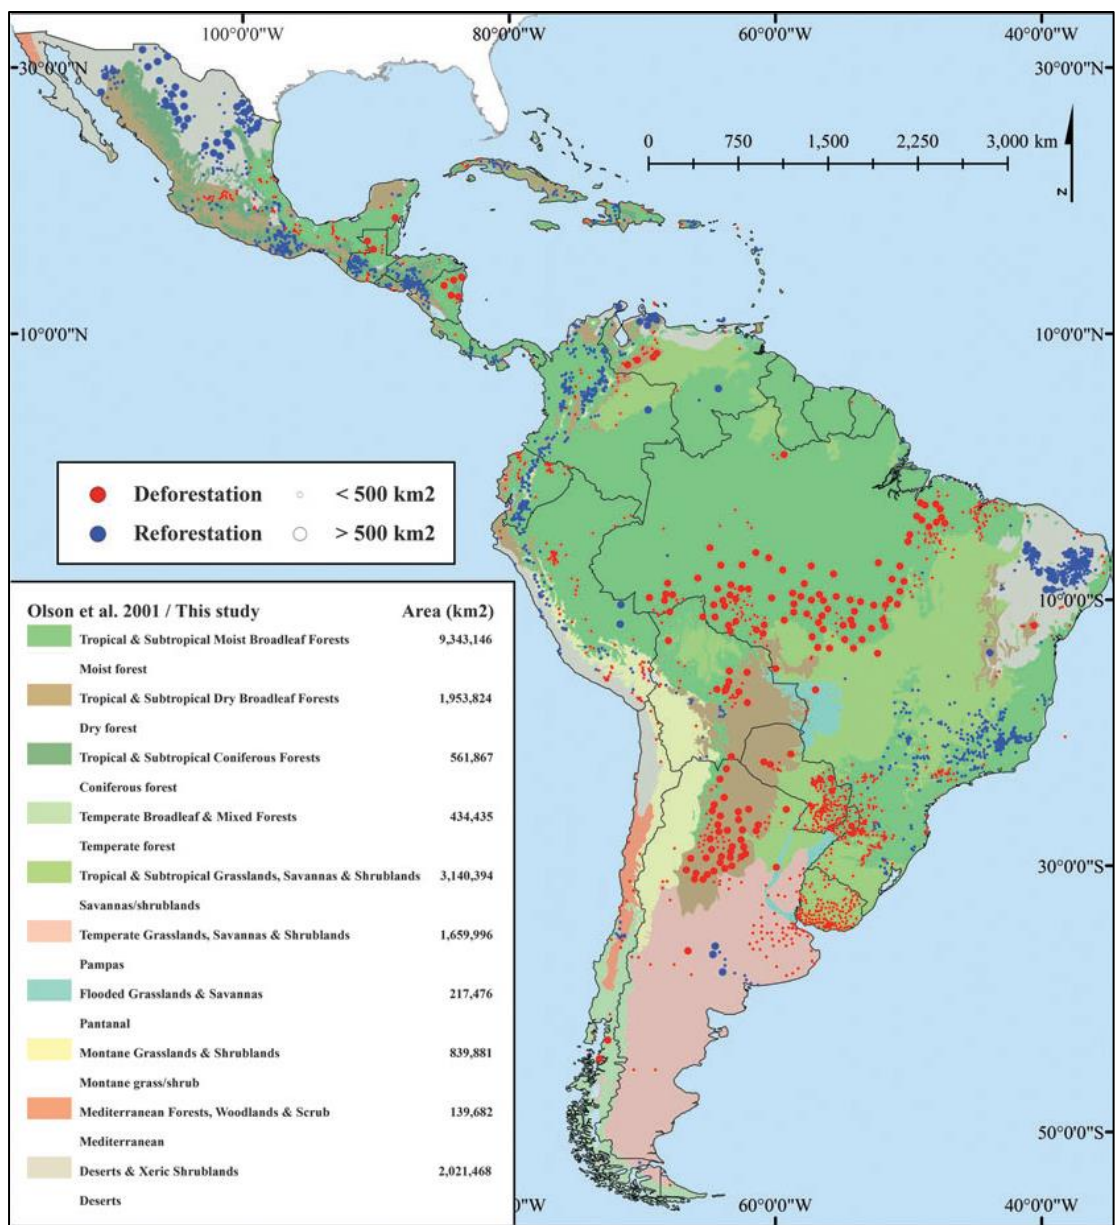 100°0'0"W 80°0'0"W 60°0'0"W 40°0'0"W
30°0'0"N 30°0'0"N
0 750 1,500 2,250 3,000 km
N
10°0'0"N 10°0'0"N
Deforestation < 500 km2
Reforestation > 500 km2
10°0'0"S
Olson et al. 2001 / This study Area (km2)
Tropical & Subtropical Moist Broadleaf Forests 9,343,146
Moist forest
Tropical & Subtropical Dry Broadleaf Forests 1,953,824
Dry forest
Tropical & Subtropical Coniferous Forests 561,867
Coniferous forest
Temperate Broadleaf & Mixed Forests 434,435
Temperate forest
Tropical & Subtropical Grasslands, Savannas & Shrublands 3,140,394
Savannas/shrublands
30°0'0"S
Temperate Grasslands, Savannas & Shrublands 1,659,996
Pampas
Flooded Grasslands & Savannas 217,476
Pantanal
Montane Grasslands & Shrublands 839,881
Montane grass/shrub
Mediterranean Forests, Woodlands & Scrub 139,682
Mediterranean
50°0'0"S
Deserts & Xeric Shrublands 2,021,468
Deserts
0'0"W 60°0'0"W 40°0'0"W